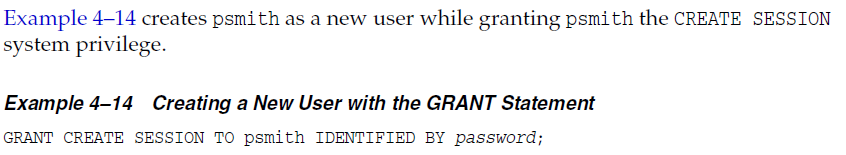 Example 4–14 creates psmith as a new user while granting psmith the CREATE SESSION
system privilege.
Example 4–14 Creating a New User with the GRANT Statement
GRANT CREATE SESSION TO psmith IDENTIFIED BY password;